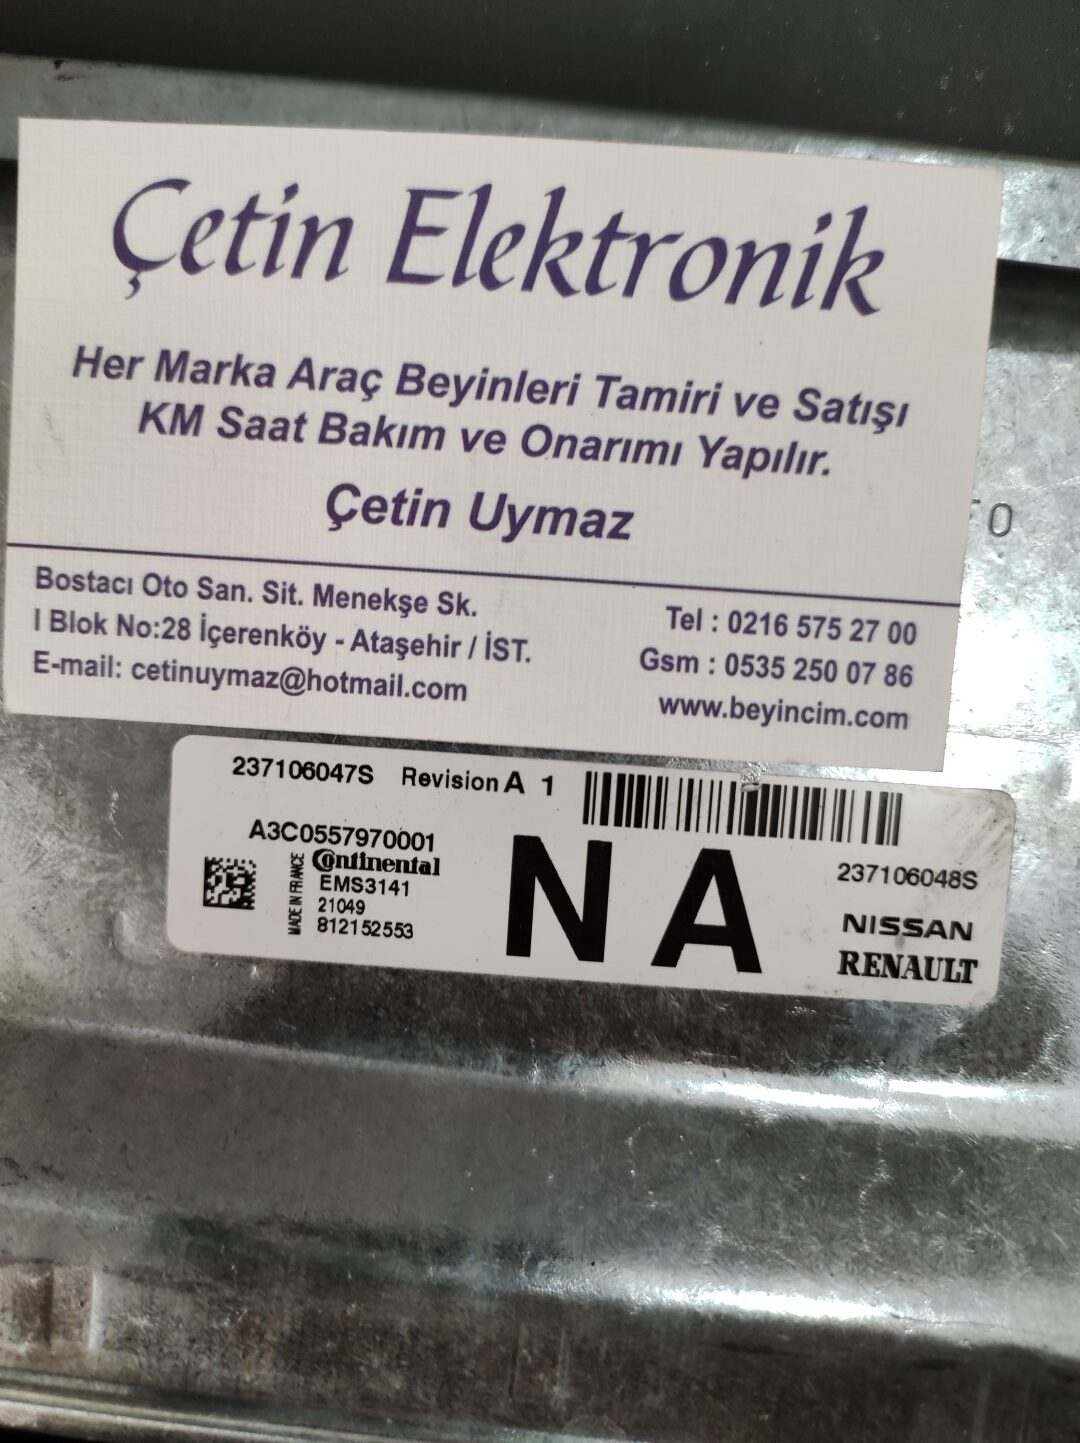 Çetin Elektronik
Her Marka Araç Beyinleri Tamiri ve Satışı
KM Saat Bakım ve Onarımı Yapılır.
Çetin Uymaz
Bostacı Oto San. Sit. Menekşe Sk.
I Blok No:28 İçerenköy - Ataşehir / İST.
E-mail: cetinuymaz@hotmail.com
Tel : 0216 575 27 00
Gsm : 0535 250 07 86
www.beyincim.com
237106047S Revision A 1
A3C0557970001
MADE IN FRANCE
Continental
EMS3141
21049
812152553
N A
237106048S
NISSAN
RENAULT